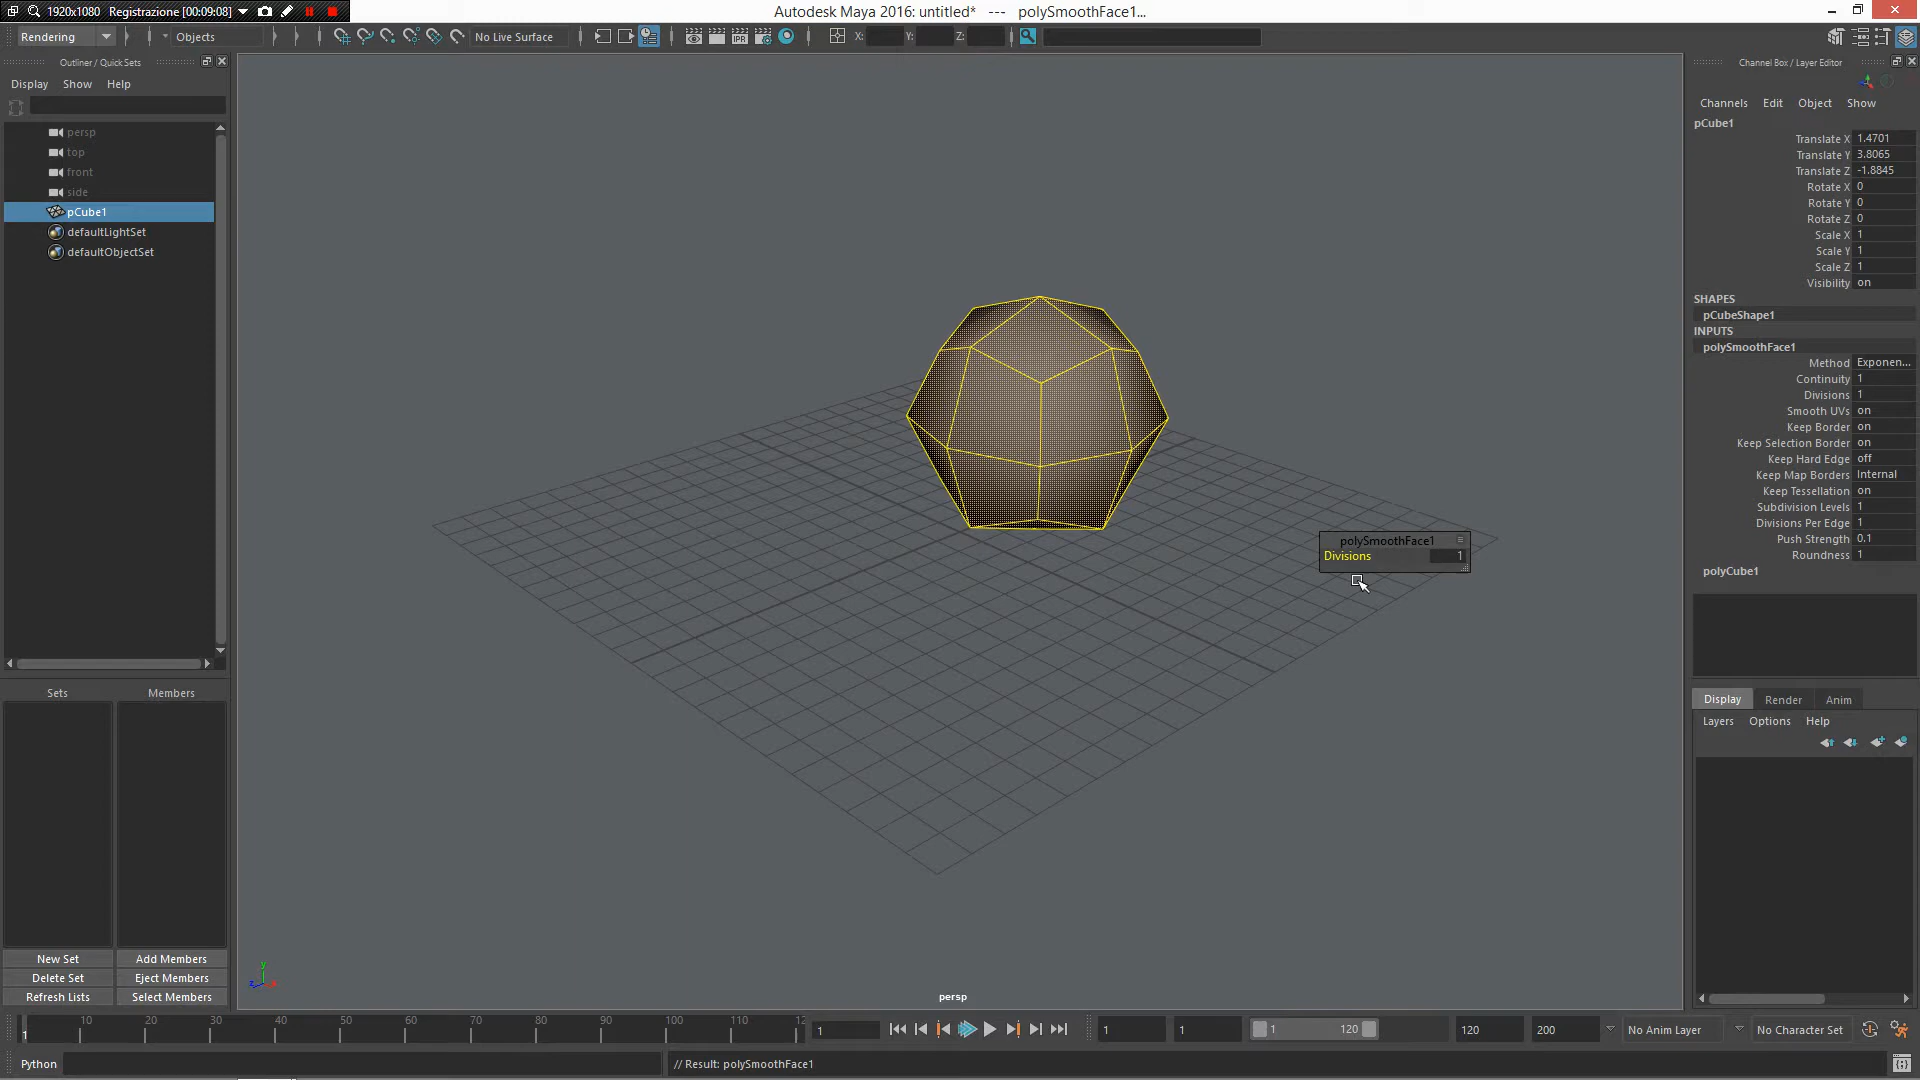 1920x1080 Registrazione [00:09:08]
Autodesk Maya 2016: untitled* --- polySmoothFace1...
Rendering
Objects
No Live Surface
X:
Y:
Z:
IPR
Outliner / Quick Sets
Display Show Help
persp
top
front
side
pCube1
defaultLightSet
defaultObjectSet
Sets
Members
New Set
Add Members
Delete Set
Eject Members
Refresh Lists
Select Members
polySmoothFace1
Divisions 1
persp
y
Channel Box / Layer Editor
Channels Edit Object Show
pCube1
Translate X 1.4701
Translate Y 3.8065
Translate Z -1.8845
Rotate X 0
Rotate Y 0
Rotate Z 0
Scale X 1
Scale Y 1
Scale Z 1
Visibility on
SHAPES
pCubeShape1
INPUTS
polySmoothFace1
Method Exponen...
Continuity 1
Divisions 1
Smooth UVs on
Keep Border on
Keep Selection Border on
Keep Hard Edge off
Keep Map Borders Internal
Keep Tessellation on
Subdivision Levels 1
Divisions Per Edge 1
Push Strength 0.1
Roundness 1
polyCube1
Display Render Anim
Layers Options Help
1 10 20 30 40 50 60 70 80 90 100 110 12
1
1
1
1 120
120
200
No Anim Layer
No Character Set
Python
// Result: polySmoothFace1